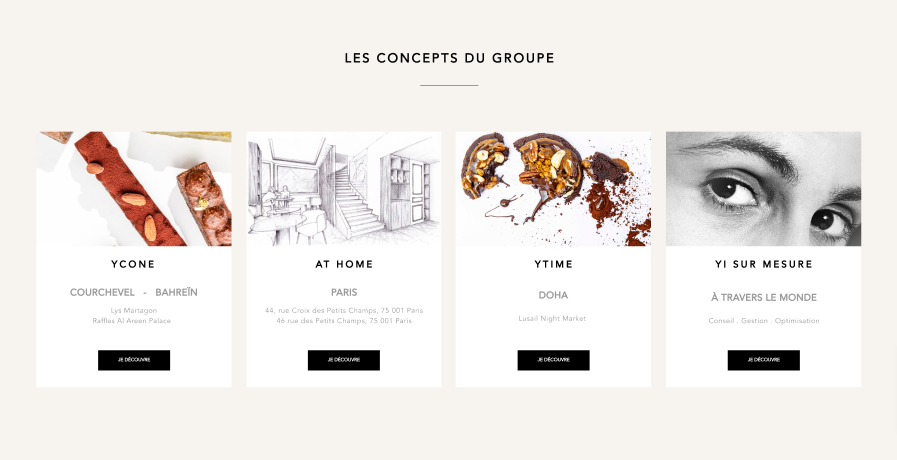 LES CONCEPTS DU GROUPE
YCONE
COURCHEVEL - BAHREÏN
Lys Martagon
Raffles Al Areen Palace
JE DÉCOUVRE
AT HOME
PARIS
44, rue Croix des Petits Champs, 75 001 Paris
46 rue des Petits Champs, 75 001 Paris
JE DÉCOUVRE
YTIME
DOHA
Lusail Night Market
JE DÉCOUVRE
YI SUR MESURE
À TRAVERS LE MONDE
Conseil . Gestion . Optimisation
JE DÉCOUVRE